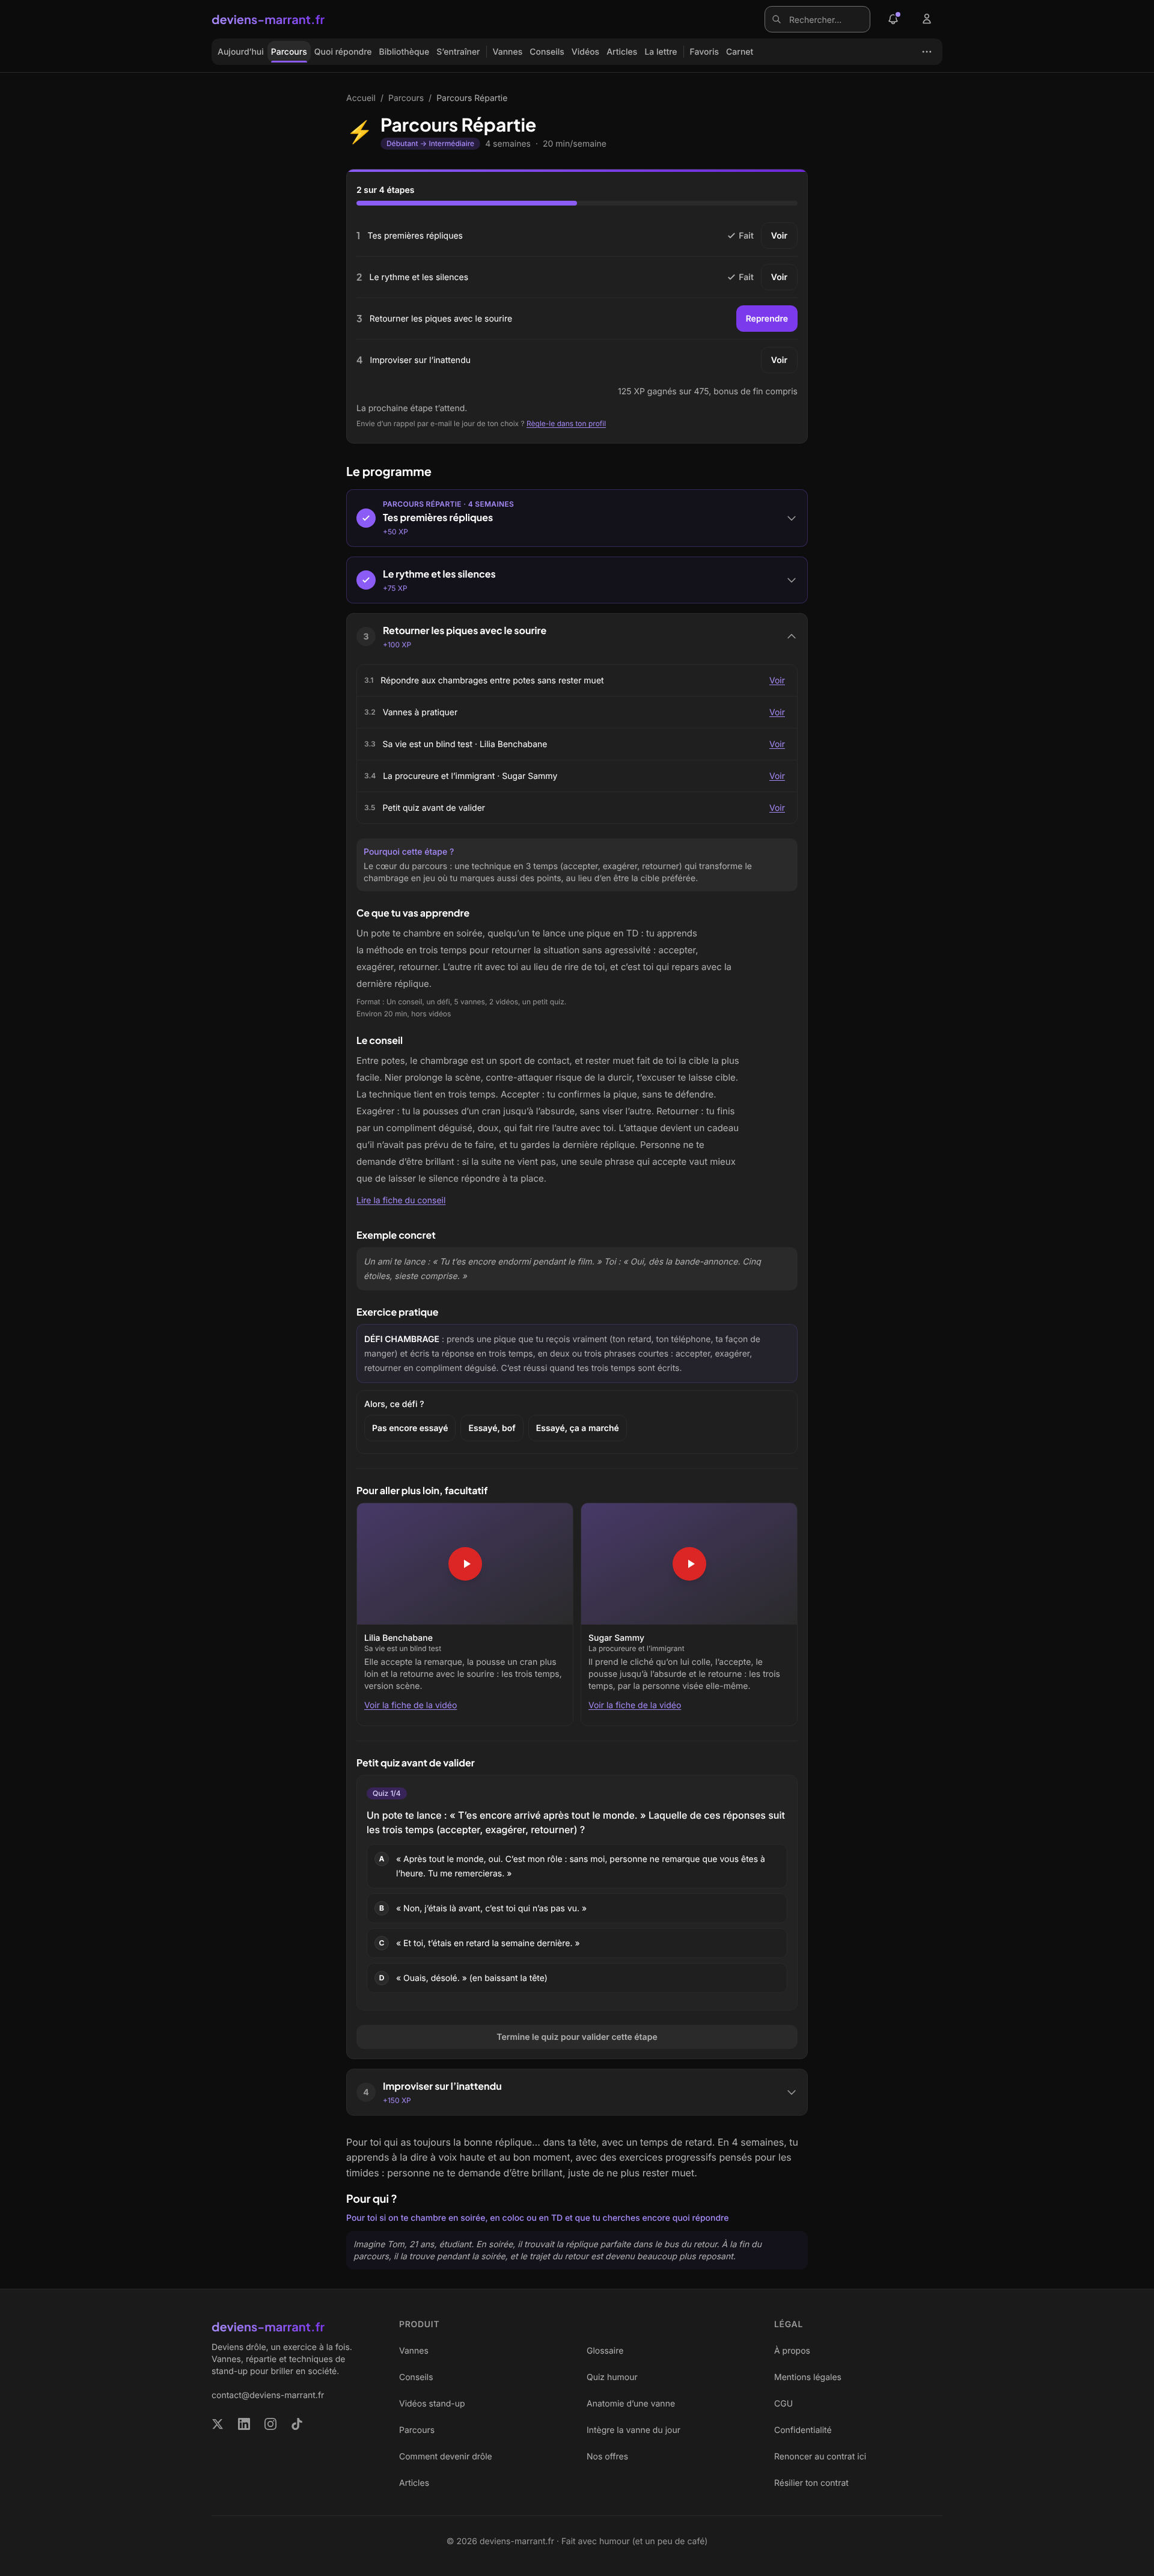 deviens-marrant.fr
Rechercher...
Aujourd'hui Parcours Quoi répondre Bibliothèque S'entraîner Vannes Conseils Vidéos Articles La lettre Favoris Carnet
Accueil / Parcours / Parcours Répartie
Parcours Répartie
Débutant → Intermédiaire 4 semaines · 20 min/semaine
2 sur 4 étapes
1 Tes premières répliques Fait Voir
2 Le rythme et les silences Fait Voir
3 Retourner les piques avec le sourire Reprendre
4 Improviser sur l'inattendu Voir
125 XP gagnés sur 475, bonus de fin compris
La prochaine étape t'attend.
Envie d'un rappel par e-mail le jour de ton choix ? Règle-le dans ton profil
Le programme
PARCOURS RÉPARTIE · 4 SEMAINES
Tes premières répliques
+50 XP
Le rythme et les silences
+75 XP
3 Retourner les piques avec le sourire
+100 XP
3.1 Répondre aux chambrages entre potes sans rester muet Voir
3.2 Vannes à pratiquer Voir
3.3 Sa vie est un blind test · Lilia Benchabane Voir
3.4 La procureure et l'immigrant · Sugar Sammy Voir
3.5 Petit quiz avant de valider Voir
Pourquoi cette étape ?
Le cœur du parcours : une technique en 3 temps (accepter, exagérer, retourner) qui transforme le
chambrage en jeu où tu marques aussi des points, au lieu d'en être la cible préférée.
Ce que tu vas apprendre
Un pote te chambre en soirée, quelqu'un te lance une pique en TD : tu apprends
la méthode en trois temps pour retourner la situation sans agressivité : accepter,
exagérer, retourner. L'autre rit avec toi au lieu de rire de toi, et c'est toi qui repars avec la
dernière réplique.
Format : Un conseil, un défi, 5 vannes, 2 vidéos, un petit quiz.
Environ 20 min, hors vidéos
Le conseil
Entre potes, le chambrage est un sport de contact, et rester muet fait de toi la cible la plus
facile. Nier prolonge la scène, contre-attaquer risque de la durcir, t'excuser te laisse cible.
La technique tient en trois temps. Accepter : tu confirmes la pique, sans te défendre.
Exagérer : tu la pousses d'un cran jusqu'à l'absurde, sans viser l'autre. Retourner : tu finis
par un compliment déguisé, doux, qui fait rire l'autre avec toi. L'attaque devient un cadeau
qu'il n'avait pas prévu de te faire, et tu gardes la dernière réplique. Personne ne te
demande d'être brillant : si la suite ne vient pas, une seule phrase qui accepte vaut mieux
que de laisser le silence répondre à ta place.
Lire la fiche du conseil
Exemple concret
Un ami te lance : « Tu t'es encore endormi pendant le film. » Toi : « Oui, dès la bande-annonce. Cinq
étoiles, sieste comprise. »
Exercice pratique
DÉFI CHAMBRAGE : prends une pique que tu reçois vraiment (ton retard, ton téléphone, ta façon de
manger) et écris ta réponse en trois temps, en deux ou trois phrases courtes : accepter, exagérer,
retourner en compliment déguisé. C'est réussi quand tes trois temps sont écrits.
Alors, ce défi ?
Pas encore essayé Essayé, bof Essayé, ça a marché
Pour aller plus loin, facultatif
Lilia Benchabane
Sa vie est un blind test
Elle accepte la remarque, la pousse un cran plus
loin et la retourne avec le sourire : les trois temps,
version scène.
Voir la fiche de la vidéo
Sugar Sammy
La procureure et l'immigrant
Il prend le cliché qu'on lui colle, l'accepte, le
pousse jusqu'à l'absurde et le retourne : les trois
temps, par la personne visée elle-même.
Voir la fiche de la vidéo
Petit quiz avant de valider
Quiz 1/4
Un pote te lance : « T'es encore arrivé après tout le monde. » Laquelle de ces réponses suit
les trois temps (accepter, exagérer, retourner) ?
A « Après tout le monde, oui. C'est mon rôle : sans moi, personne ne remarque que vous êtes à
l'heure. Tu me remercieras. »
B « Non, j'étais là avant, c'est toi qui n'as pas vu. »
C « Et toi, t'étais en retard la semaine dernière. »
D « Ouais, désolé. » (en baissant la tête)
Termine le quiz pour valider cette étape
4 Improviser sur l'inattendu
+150 XP
Pour toi qui as toujours la bonne réplique… dans ta tête, avec un temps de retard. En 4 semaines, tu
apprends à la dire à voix haute et au bon moment, avec des exercices progressifs pensés pour les
timides : personne ne te demande d'être brillant, juste de ne plus rester muet.
Pour qui ?
Pour toi si on te chambre en soirée, en coloc ou en TD et que tu cherches encore quoi répondre
Imagine Tom, 21 ans, étudiant. En soirée, il trouvait la réplique parfaite dans le bus du retour. À la fin du
parcours, il la trouve pendant la soirée, et le trajet du retour est devenu beaucoup plus reposant.
deviens-marrant.fr
Deviens drôle, un exercice à la fois.
Vannes, répartie et techniques de
stand-up pour briller en société.
contact@deviens-marrant.fr
PRODUIT
Vannes
Conseils
Vidéos stand-up
Parcours
Comment devenir drôle
Articles
Glossaire
Quiz humour
Anatomie d'une vanne
Intègre la vanne du jour
Nos offres
LÉGAL
À propos
Mentions légales
CGU
Confidentialité
Renoncer au contrat ici
Résilier ton contrat
© 2026 deviens-marrant.fr · Fait avec humour (et un peu de café)